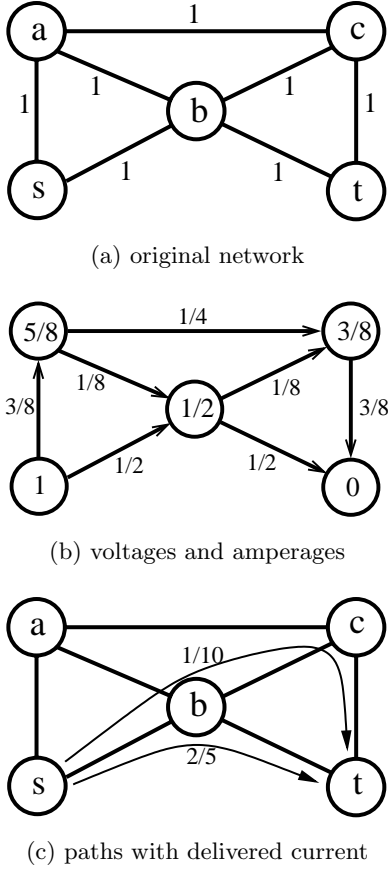 1
a c
1 1
1 b 1
s 1 1 t
(a) original network
1/4
5/8 3/8
1/8 1/8
3/8 1/2 3/8
1 1/2 1/2 0
(b) voltages and amperages
a c
1/10
b
s 2/5 t
(c) paths with delivered current